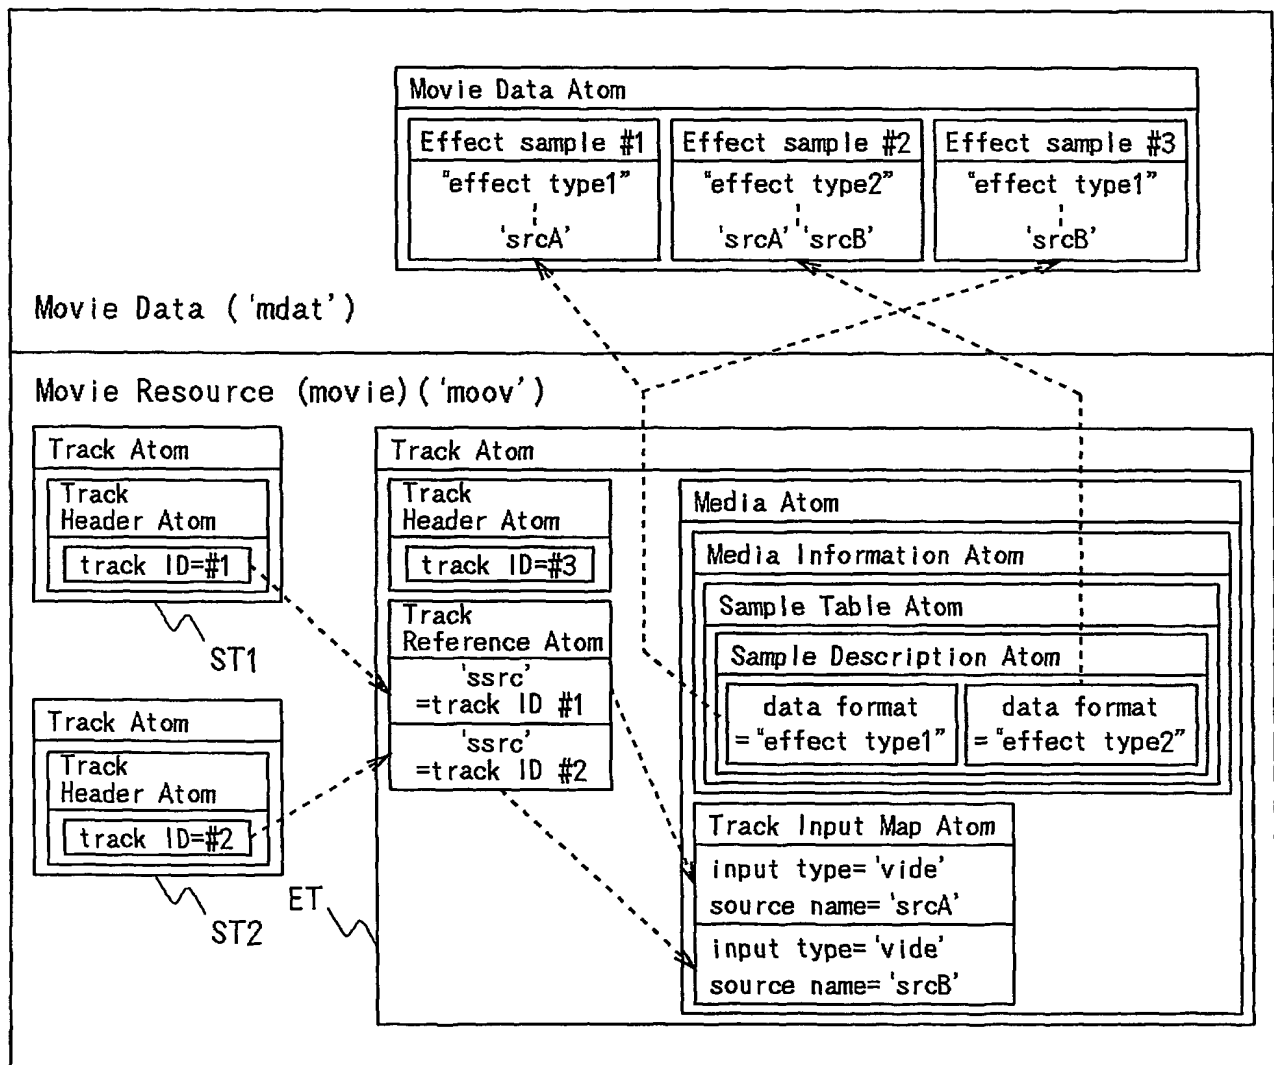 Movie Data Atom
Effect sample #1
"effect type1"
'srcA'
Effect sample #2
"effect type2"
'srcA' 'srcB'
Effect sample #3
"effect type1"
'srcB'
Movie Data ('mdat')
Movie Resource (movie)('moov')
Track Atom
Track
Header Atom
track ID=#1
ST1
Track Atom
Track
Header Atom
track ID=#2
ST2
ET
Track Atom
Track
Header Atom
track ID=#3
Track
Reference Atom
'ssrc'
=track ID #1
'ssrc'
=track ID #2
Media Atom
Media Information Atom
Sample Table Atom
Sample Description Atom
data format
="effect type1"
data format
="effect type2"
Track Input Map Atom
input type='vide'
source name='srcA'
input type='vide'
source name='srcB'